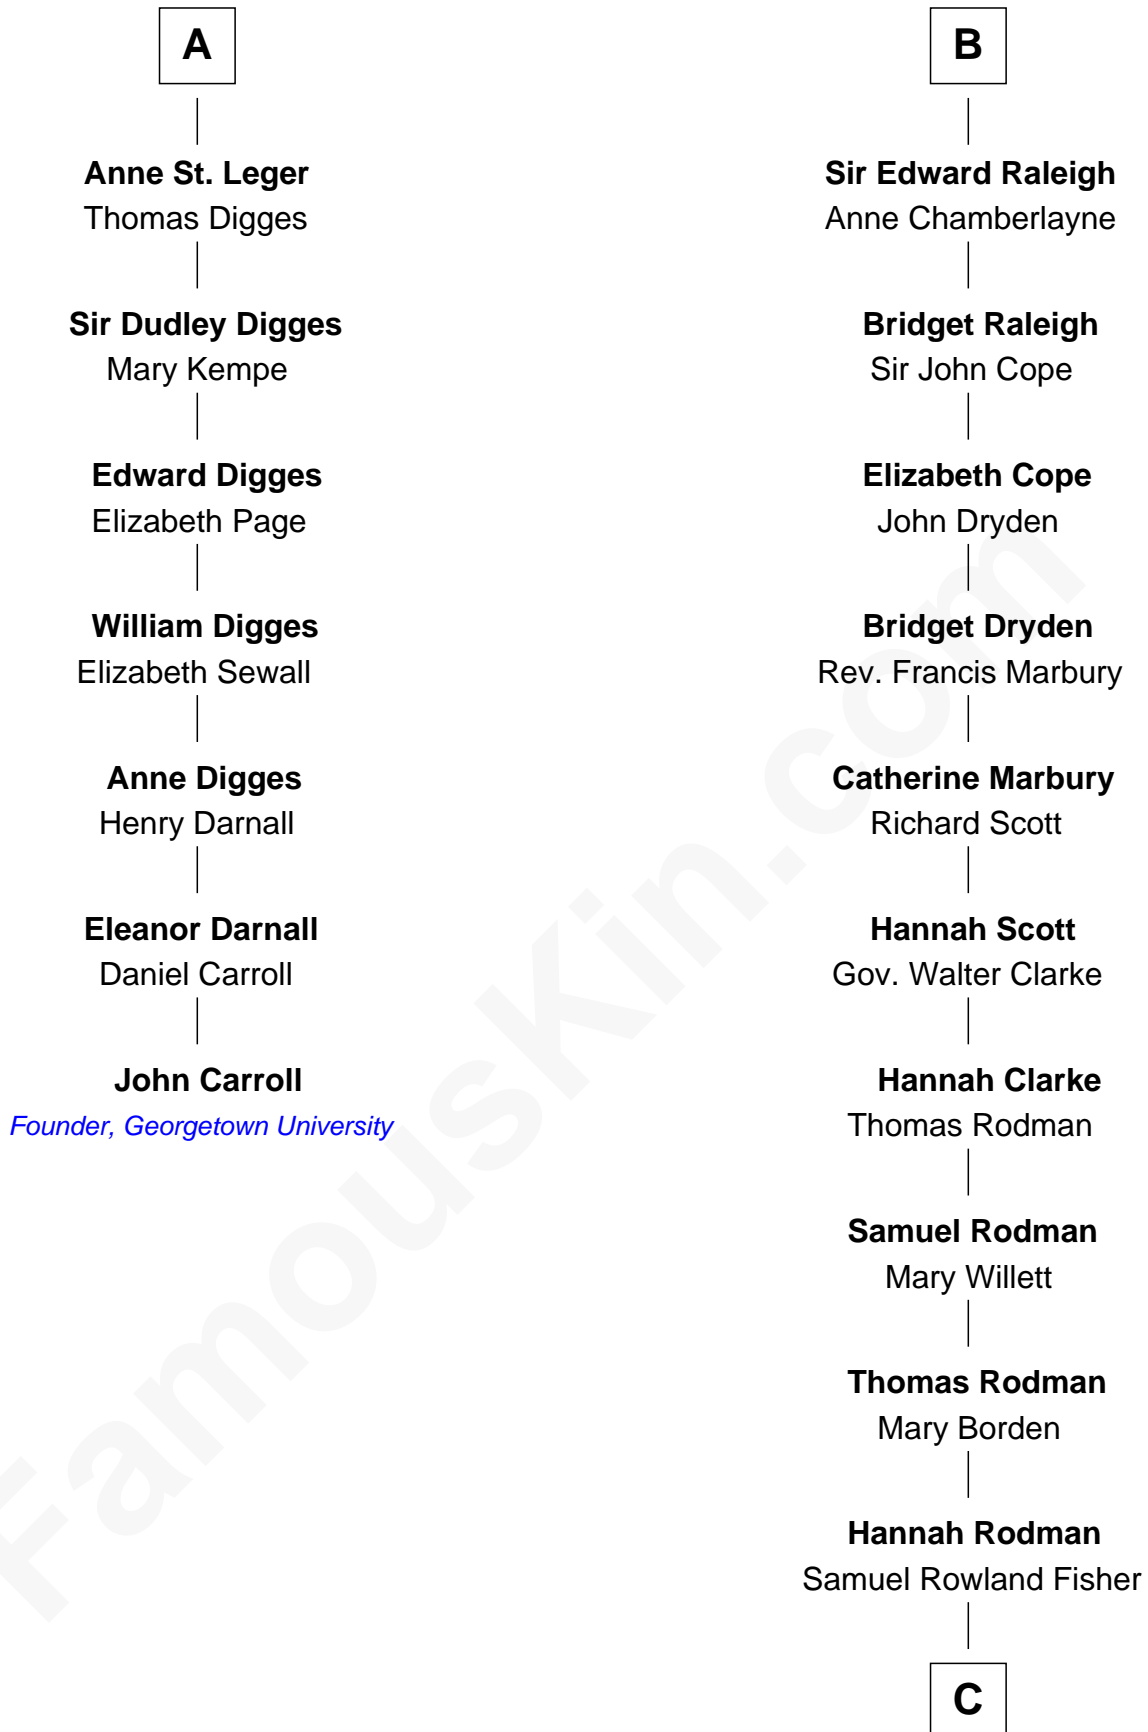 A
Anne St. Leger
Thomas Digges
Sir Dudley Digges
Mary Kempe
Edward Digges
Elizabeth Page
William Digges
Elizabeth Sewall
Anne Digges
Henry Darnall
Eleanor Darnall
Daniel Carroll
John Carroll
Founder, Georgetown University
B
Sir Edward Raleigh
Anne Chamberlayne
Bridget Raleigh
Sir John Cope
Elizabeth Cope
John Dryden
Bridget Dryden
Rev. Francis Marbury
Catherine Marbury
Richard Scott
Hannah Scott
Gov. Walter Clarke
Hannah Clarke
Thomas Rodman
Samuel Rodman
Mary Willett
Thomas Rodman
Mary Borden
Hannah Rodman
Samuel Rowland Fisher
C
FamousKin.com